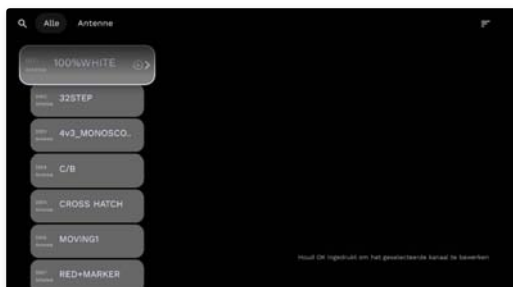 Alle Antenne
100%WHITE
32STEP
4v3_MONOSCO..
C/B
CROSS HATCH
MOVING1
Houd OK ingedrukt om het geselecteerde kanaal te bewerken
RED+MARKER